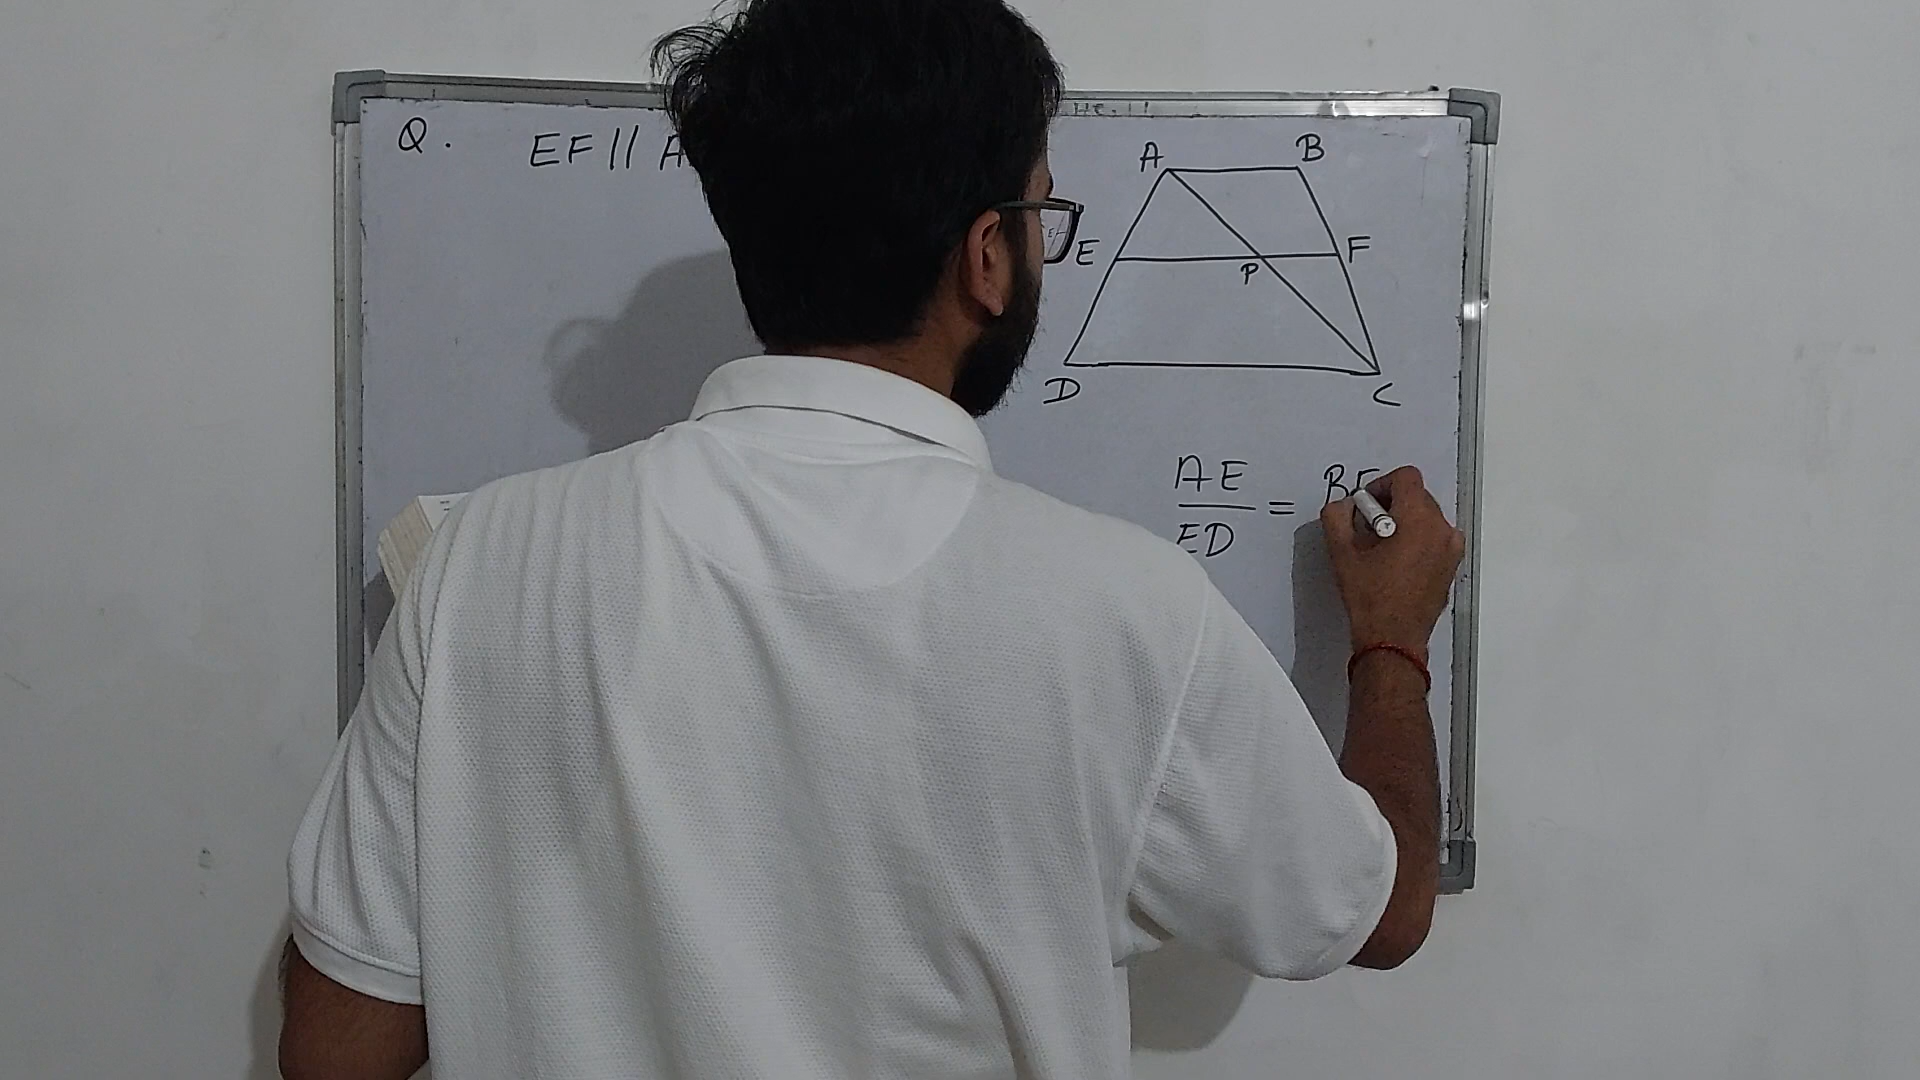 Q. EF || A
A B
E P F
D C
AE = BF
ED